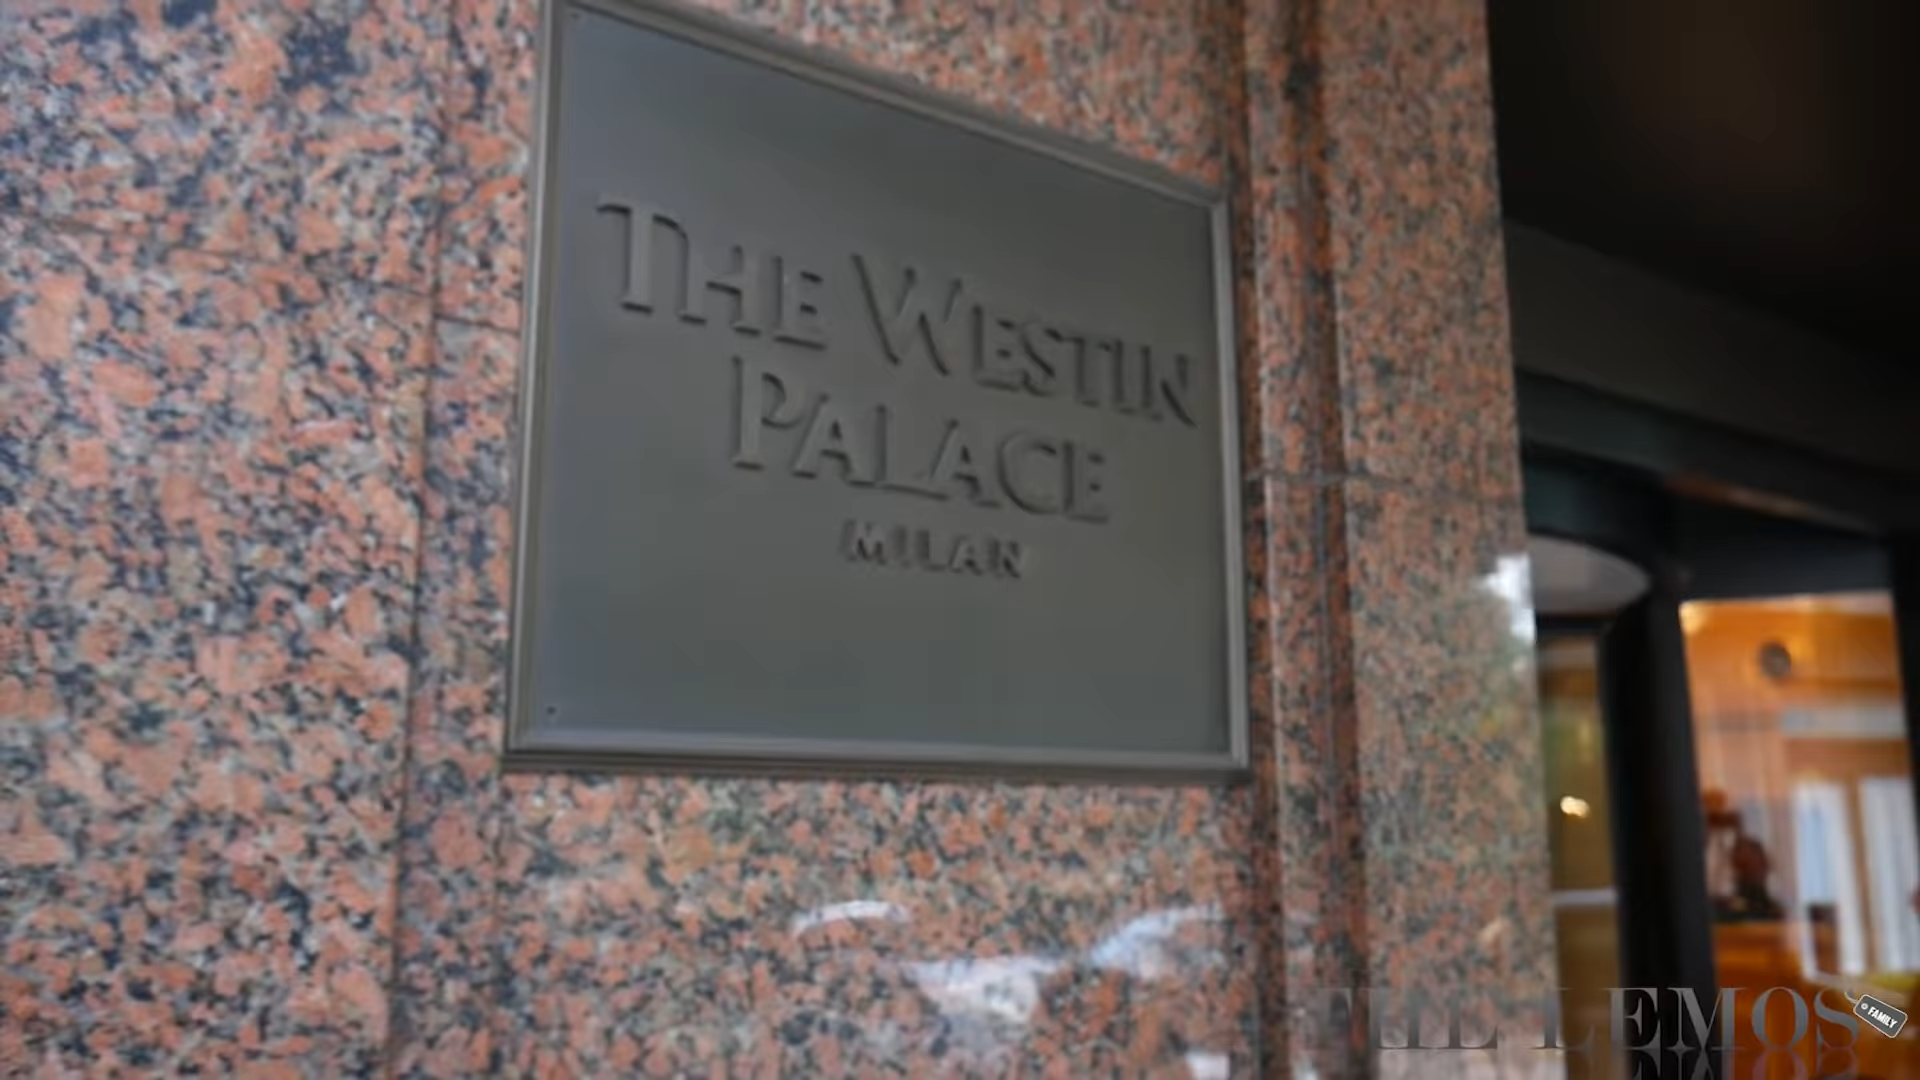 THE WESTIN
PALACE
MILAN
THE LEMOS
FAMILY